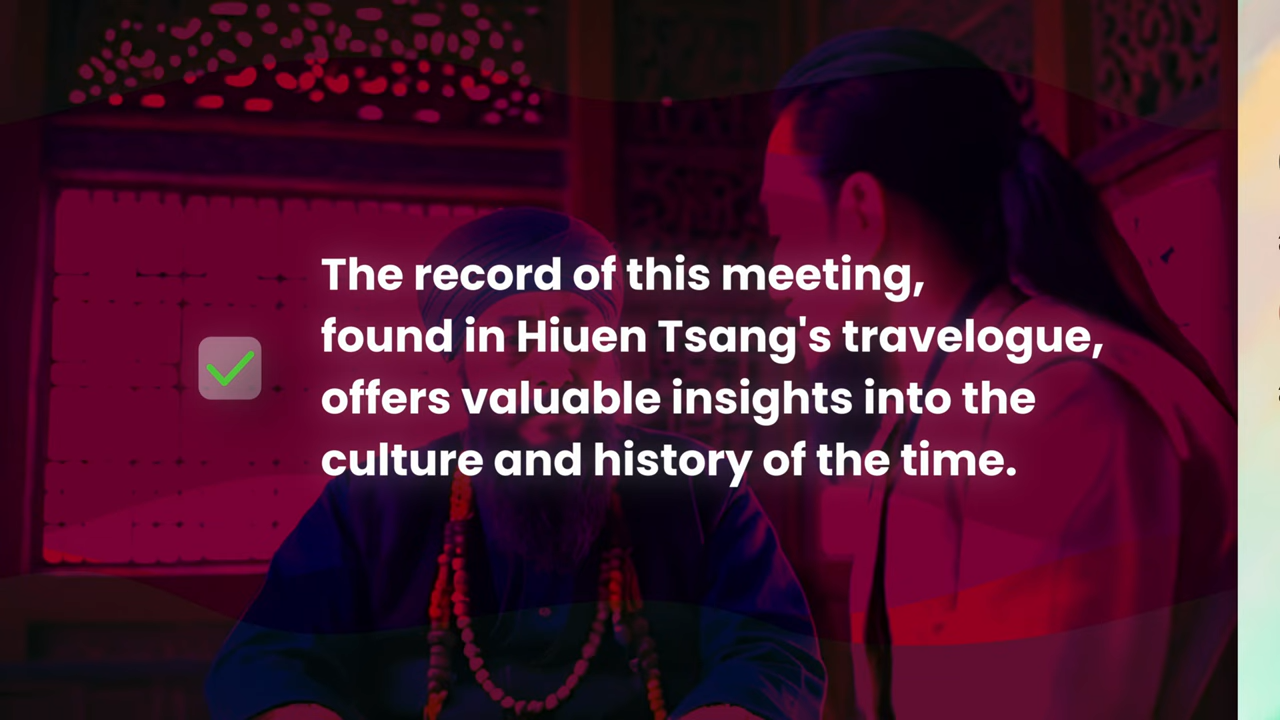 The record of this meeting,
found in Hiuen Tsang's travelogue,
offers valuable insights into the
culture and history of the time.